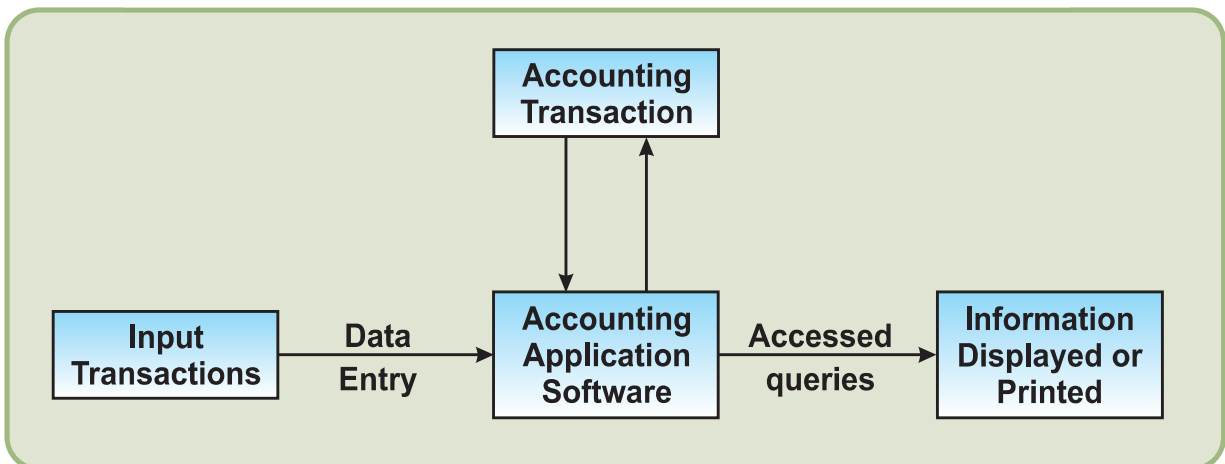 Accounting
Transaction
Input
Transactions
Data
Entry
Accounting
Application
Software
Accessed
queries
Information
Displayed or
Printed